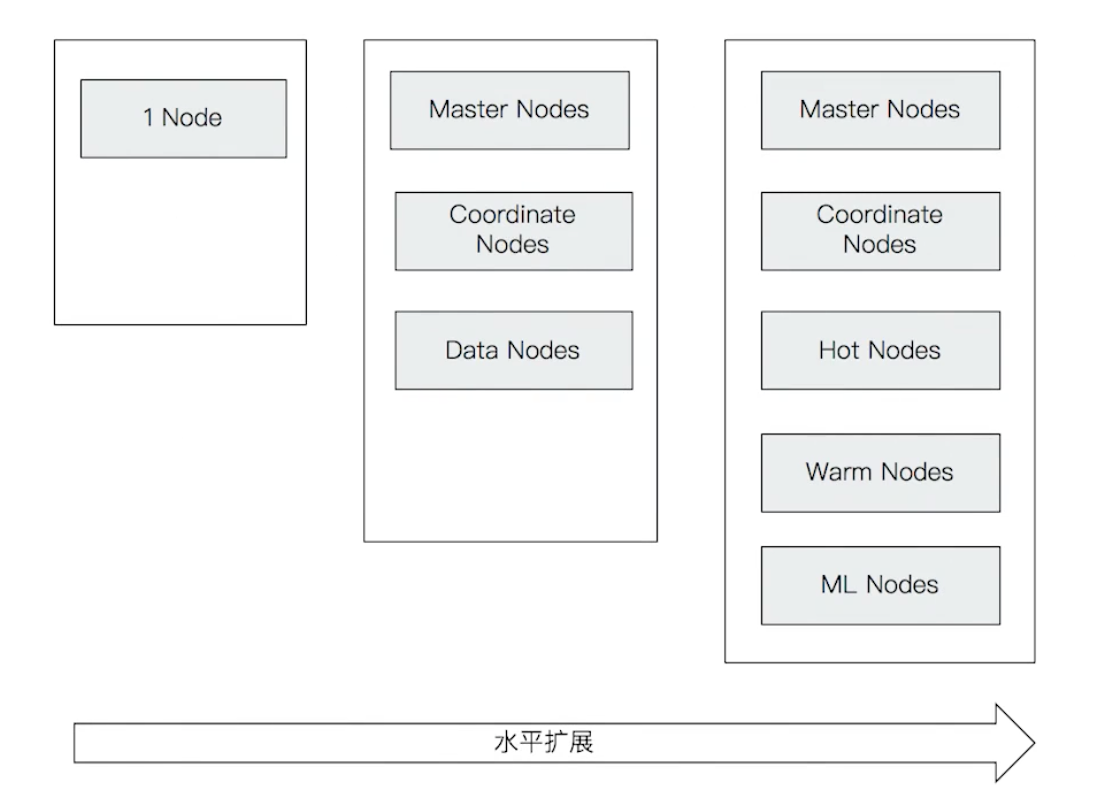 1 Node
Master Nodes
Coordinate
Nodes
Data Nodes
Master Nodes
Coordinate
Nodes
Hot Nodes
Warm Nodes
ML Nodes
水平扩展